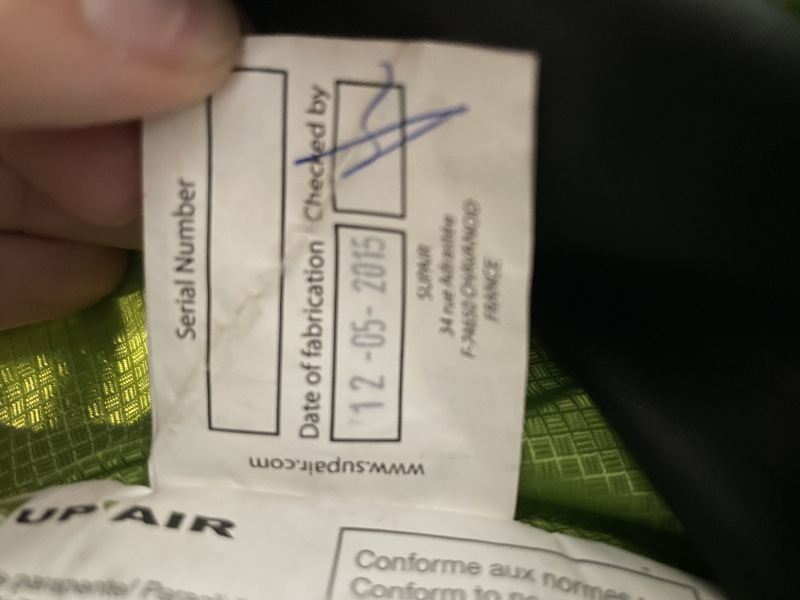 Serial Number
Date of fabrication Checked by
12-05-2015
SUPAIR
34 rue Adrastée
F-74650 CHAVANOD
FRANCE
www.supair.com
UP'AIR
Conforme aux normes
Conform to